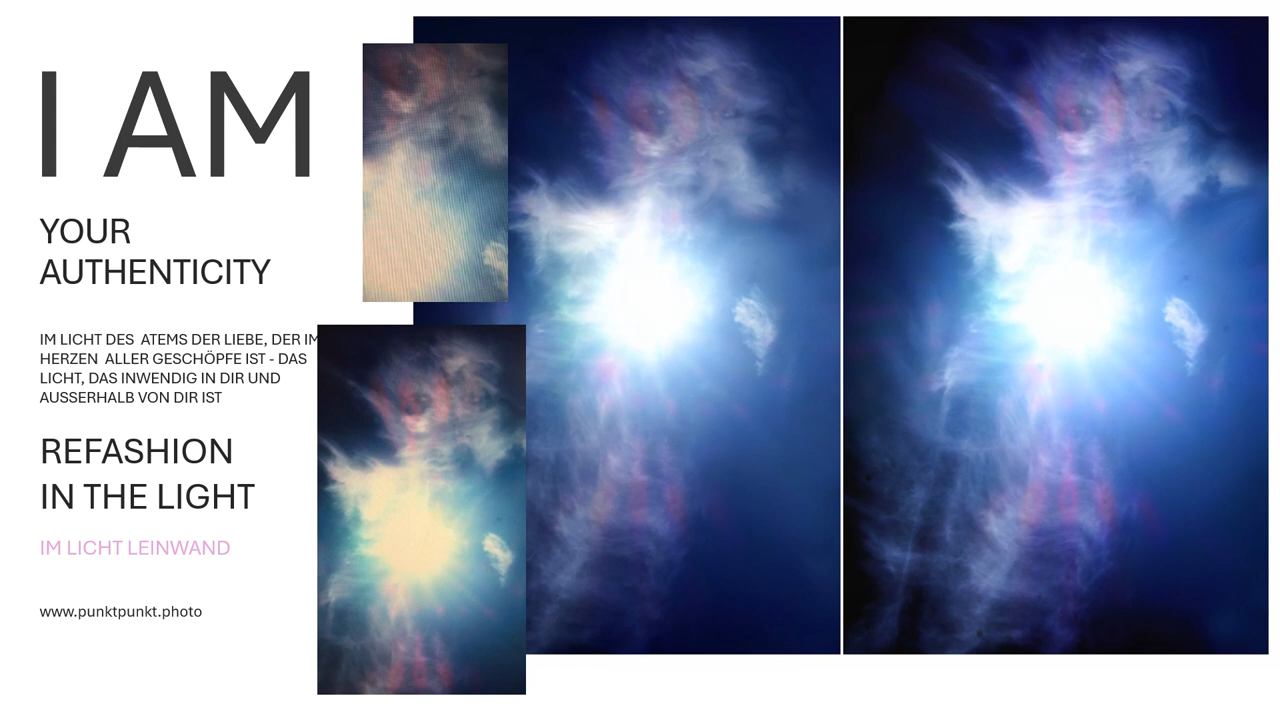 I AM
YOUR
AUTHENTICITY
IM LICHT DES ATEMS DER LIEBE, DER IM
HERZEN ALLER GESCHÖPFE IST - DAS
LICHT, DAS INWENDIG IN DIR UND
AUSSERHALB VON DIR IST
REFASHION
IN THE LIGHT
IM LICHT LEINWAND
www.punktpunkt.photo